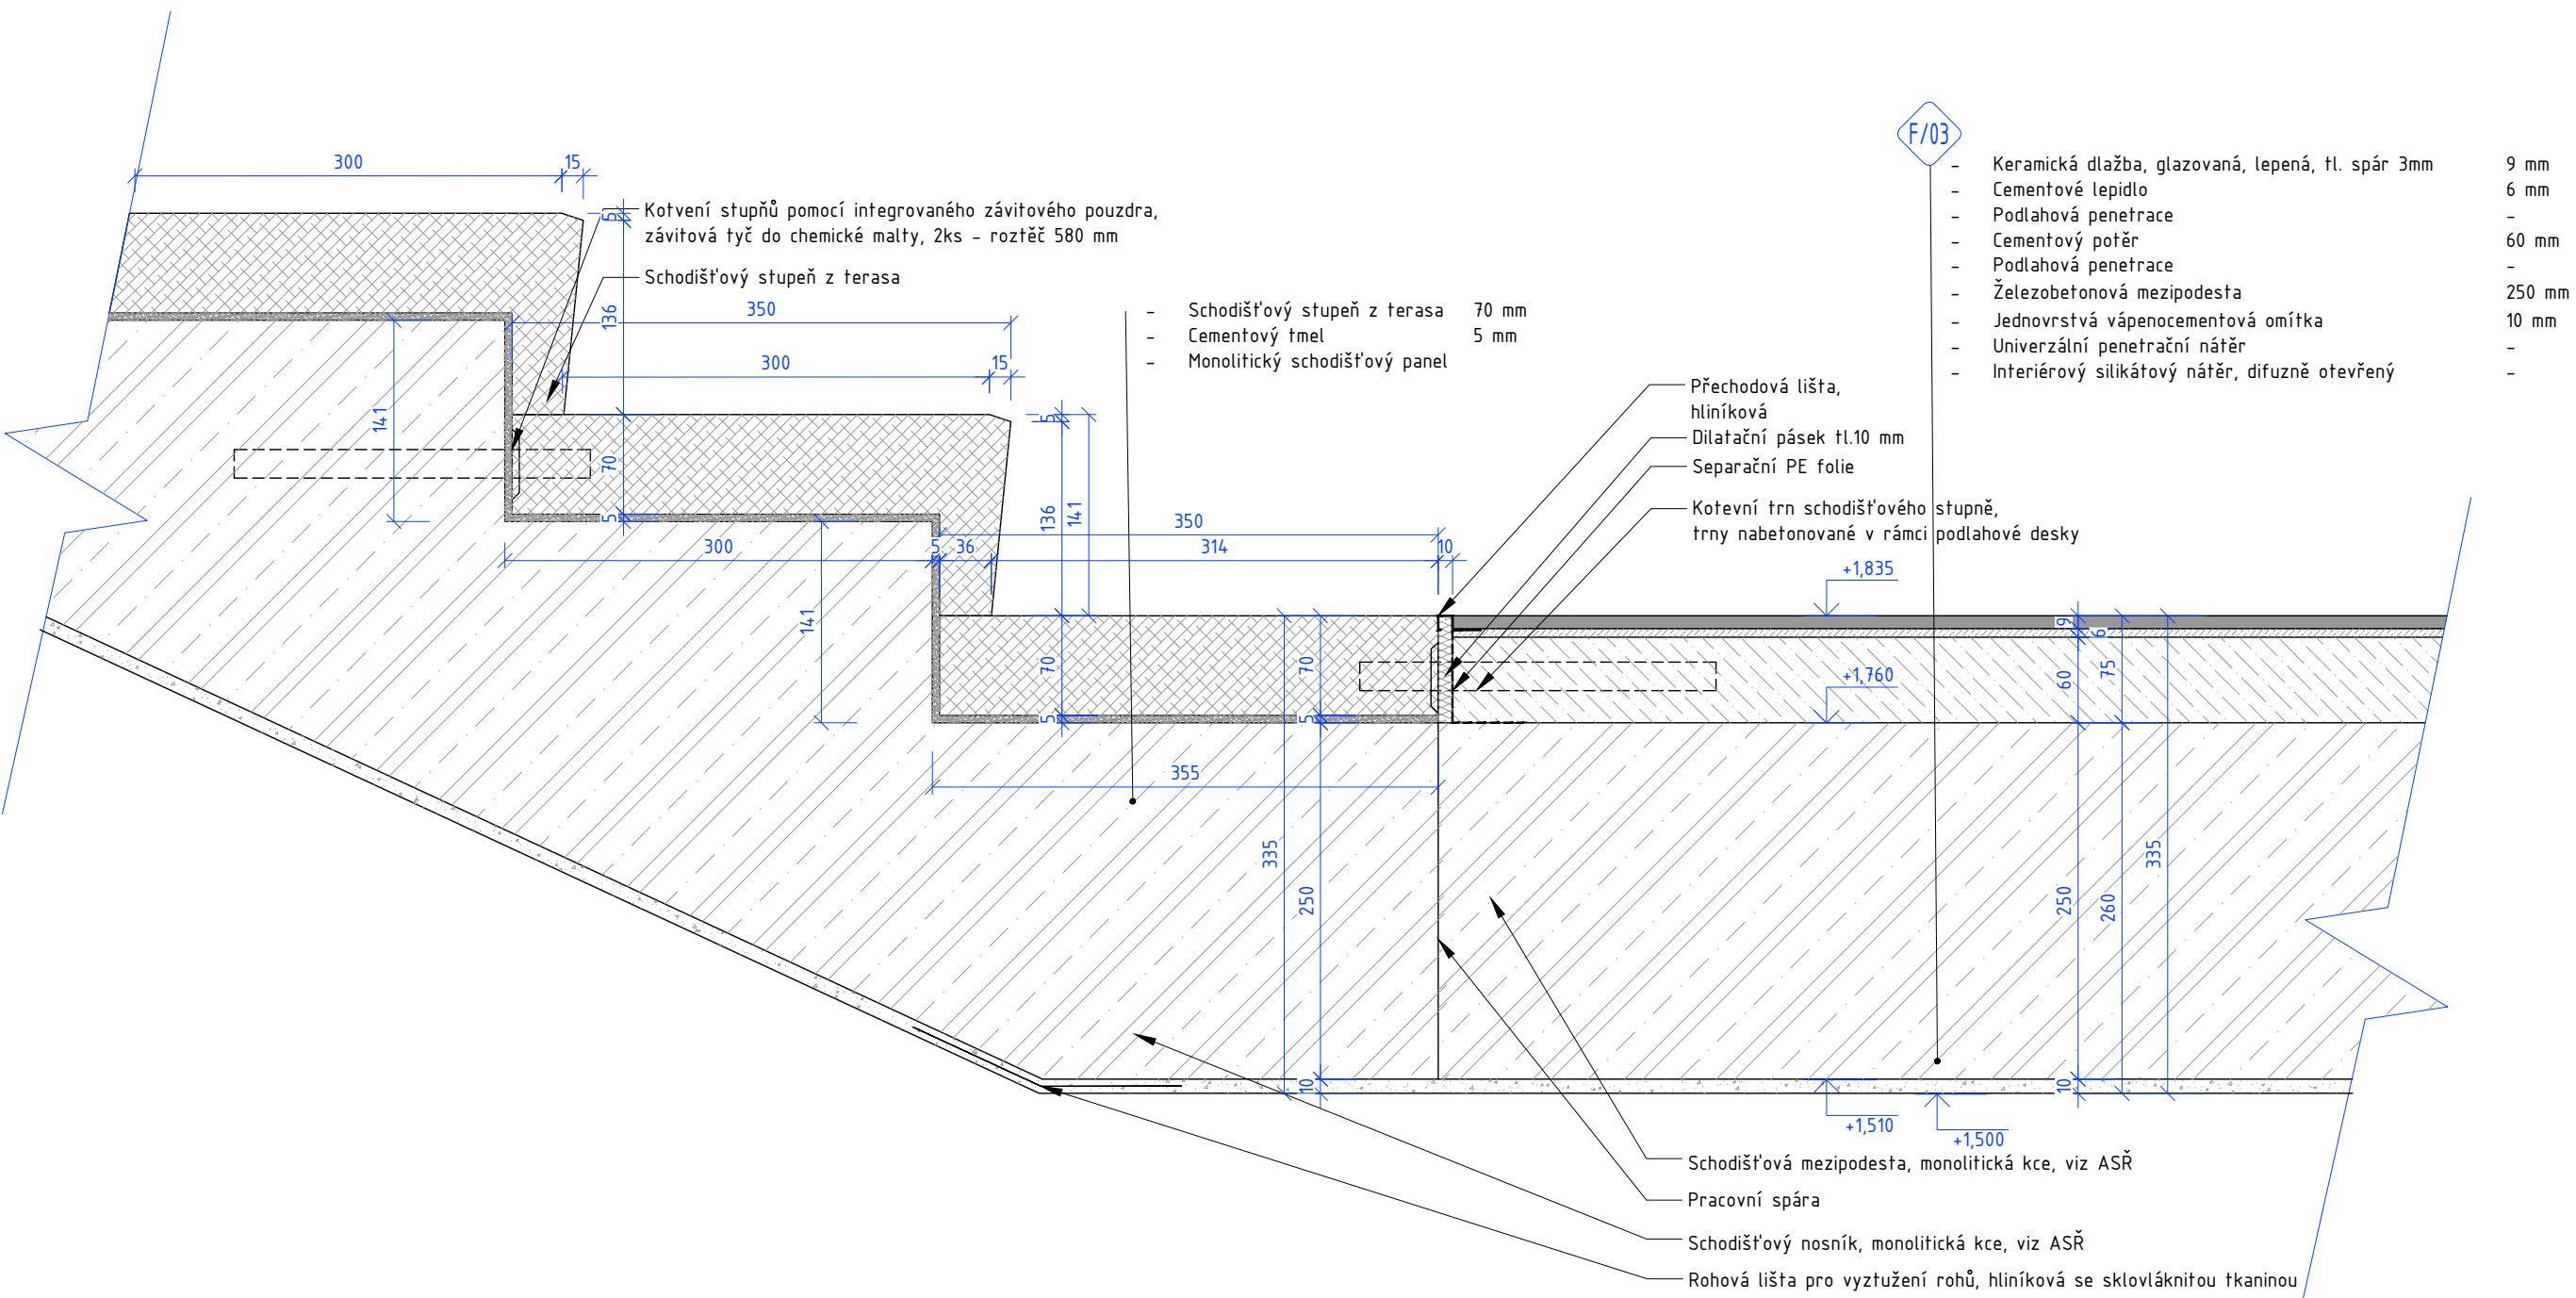 F/03
- Keramická dlažba, glazovaná, lepená, tl. spár 3mm 9 mm
- Cementové lepidlo 6 mm
- Podlahová penetrace -
- Cementový potěr 60 mm
- Podlahová penetrace -
- Železobetonová mezipodesta 250 mm
- Jednovrstvá vápenocementová omítka 10 mm
- Univerzální penetrační nátěr -
- Interiérový silikátový nátěr, difuzně otevřený -
300 15
5
Kotvení stupňů pomocí integrovaného závitového pouzdra,
závitová tyč do chemické malty, 2ks - roztěč 580 mm
Schodišťový stupeň z terasa
136
350
- Schodišťový stupeň z terasa 70 mm
- Cementový tmel 5 mm
- Monolitický schodišťový panel
300 15
141
5
70
5
136
141
Přechodová lišta,
hliníková
Dilatační pásek tl.10 mm
Separační PE folie
Kotevní trn schodišťového stupně,
trny nabetonované v rámci podlahové desky
350
300 5 36 314 10
141
+1,835
9
6
70
70
+1,760
60
75
5
5
355
335
250
250
260
335
10
10
+1,510
+1,500
Schodišťová mezipodesta, monolitická kce, viz ASŘ
Pracovní spára
Schodišťový nosník, monolitická kce, viz ASŘ
Rohová lišta pro vyztužení rohů, hliníková se sklovláknitou tkaninou